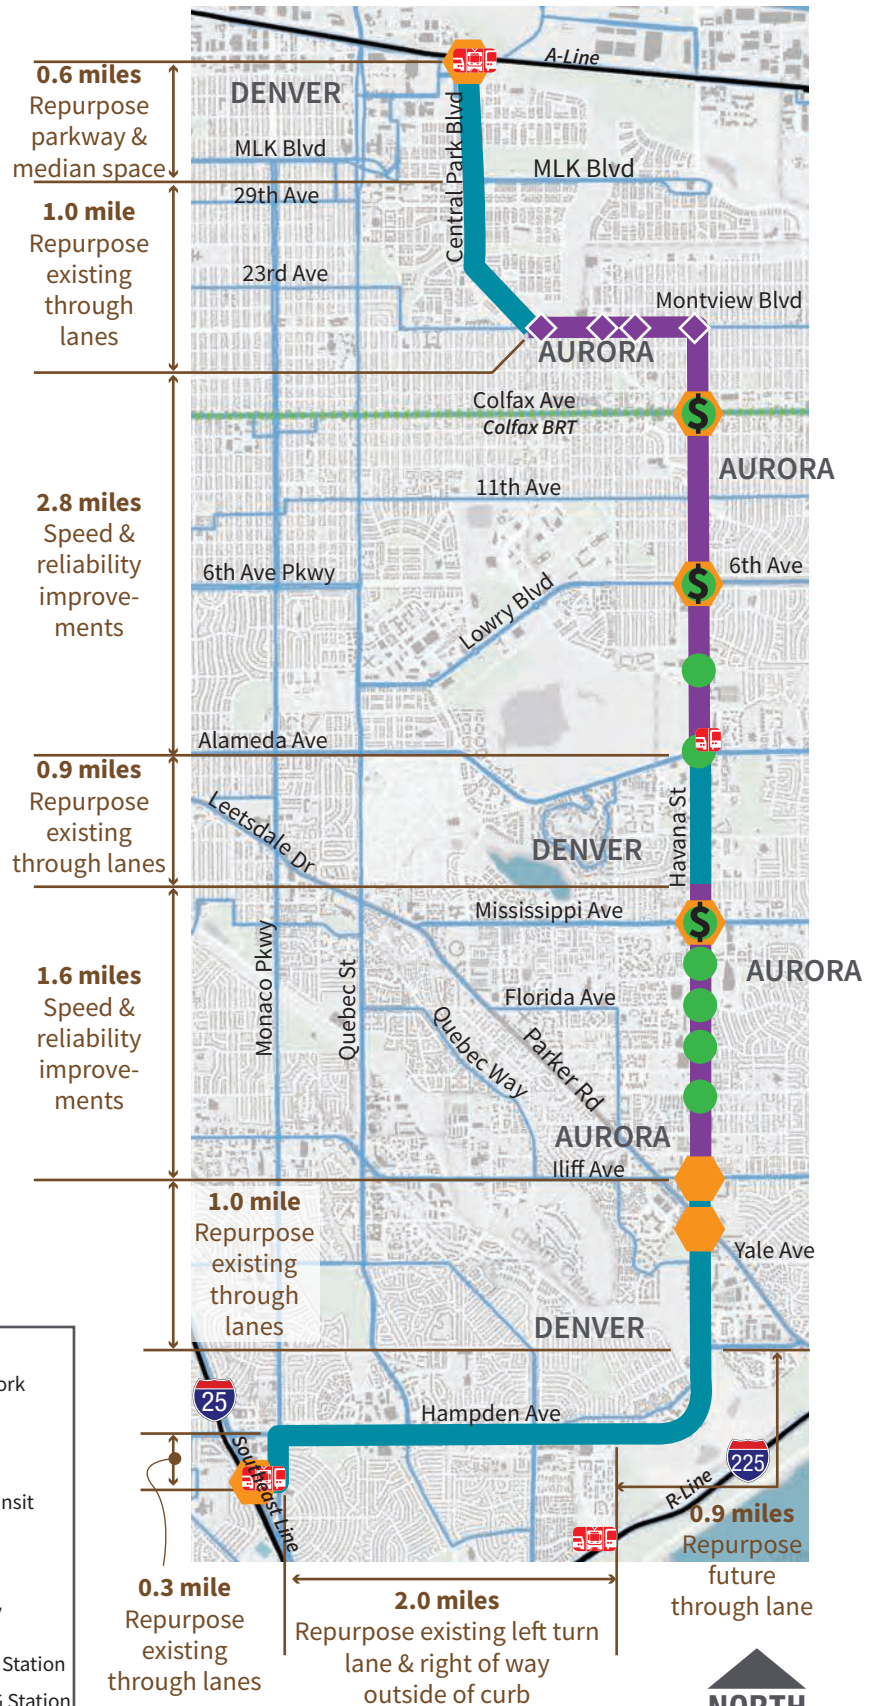 0.6 miles
Repurpose
parkway &
median space
1.0 mile
Repurpose
existing
through
lanes
2.8 miles
Speed &
reliability
improve-
ments
0.9 miles
Repurpose
existing
through lanes
1.6 miles
Speed &
reliability
improve-
ments
1.0 mile
Repurpose
existing
through
lanes
0.3 mile
Repurpose
existing
through lanes
2.0 miles
Repurpose existing left turn
lane & right of way
outside of curb
0.9 miles
Repurpose
future
through lane
A-Line
DENVER
Central Park Blvd
MLK Blvd
MLK Blvd
29th Ave
23rd Ave
Montview Blvd
AURORA
Colfax Ave
Colfax BRT
$
AURORA
11th Ave
6th Ave Pkwy
Lowry Blvd
$
6th Ave
Alameda Ave
Leetsdale Dr
DENVER
Havana St
Mississippi Ave
$
AURORA
Monaco Pkwy
Quebec St
Florida Ave
Quebec Way
Parker Rd
AURORA
Iliff Ave
Yale Ave
DENVER
25
Hampden Ave
Southeast Line
225
R-Line
ork
nsit
Station
Station
NORTH